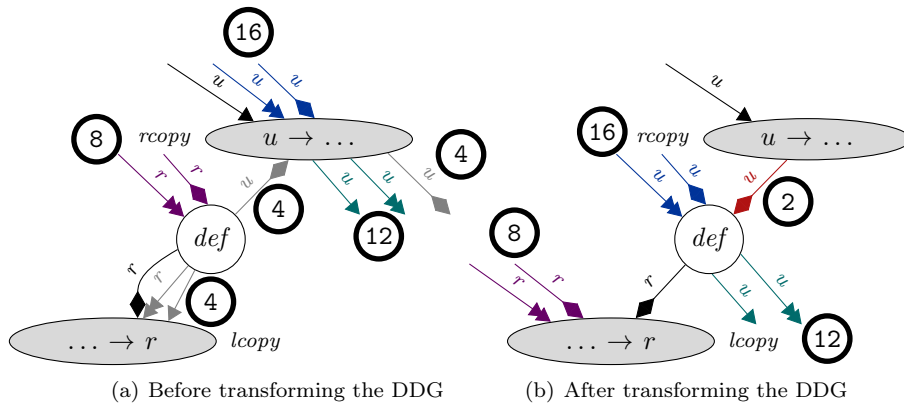 16
u
u
u
8
rcopy
u → ...
4
r
r
u
4
u
u
u
12
def
r
r
4
... → r
lcopy
(a) Before transforming the DDG
u
16
rcopy
u → ...
u
u
u
2
8
def
r
r
r
u
u
... → r
lcopy
12
(b) After transforming the DDG